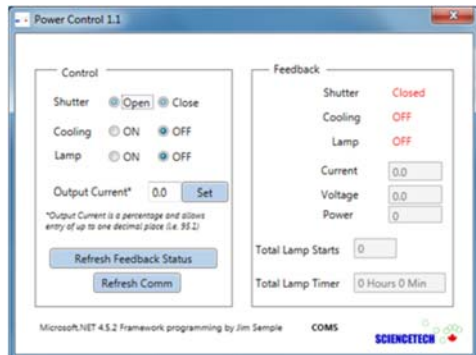 Power Control 1.1
Control
Shutter Open Close
Cooling ON OFF
Lamp ON OFF
Output Current* 0.0 Set
*Output Current is a percentage and allows
entry of up to one decimal place (i.e. 95.1)
Refresh Feedback Status
Refresh Comm
Feedback
Shutter Closed
Cooling OFF
Lamp OFF
Current 0.0
Voltage 0.0
Power 0
Total Lamp Starts 0
Total Lamp Timer 0 Hours 0 Min
Microsoft.NET 4.5.2 Framework programming by Jim Semple COMS
SCIENCETECH